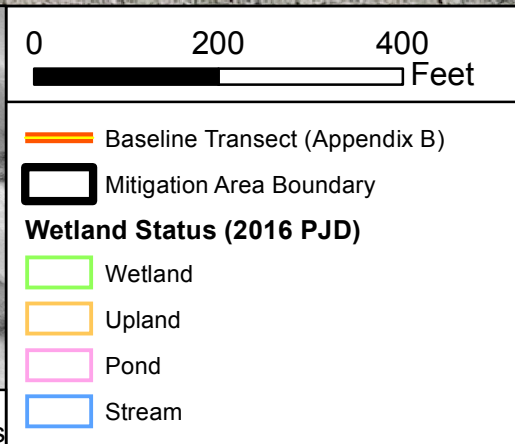 0 200 400
Feet
Baseline Transect (Appendix B)
Mitigation Area Boundary
Wetland Status (2016 PJD)
Wetland
Upland
Pond
Stream
s